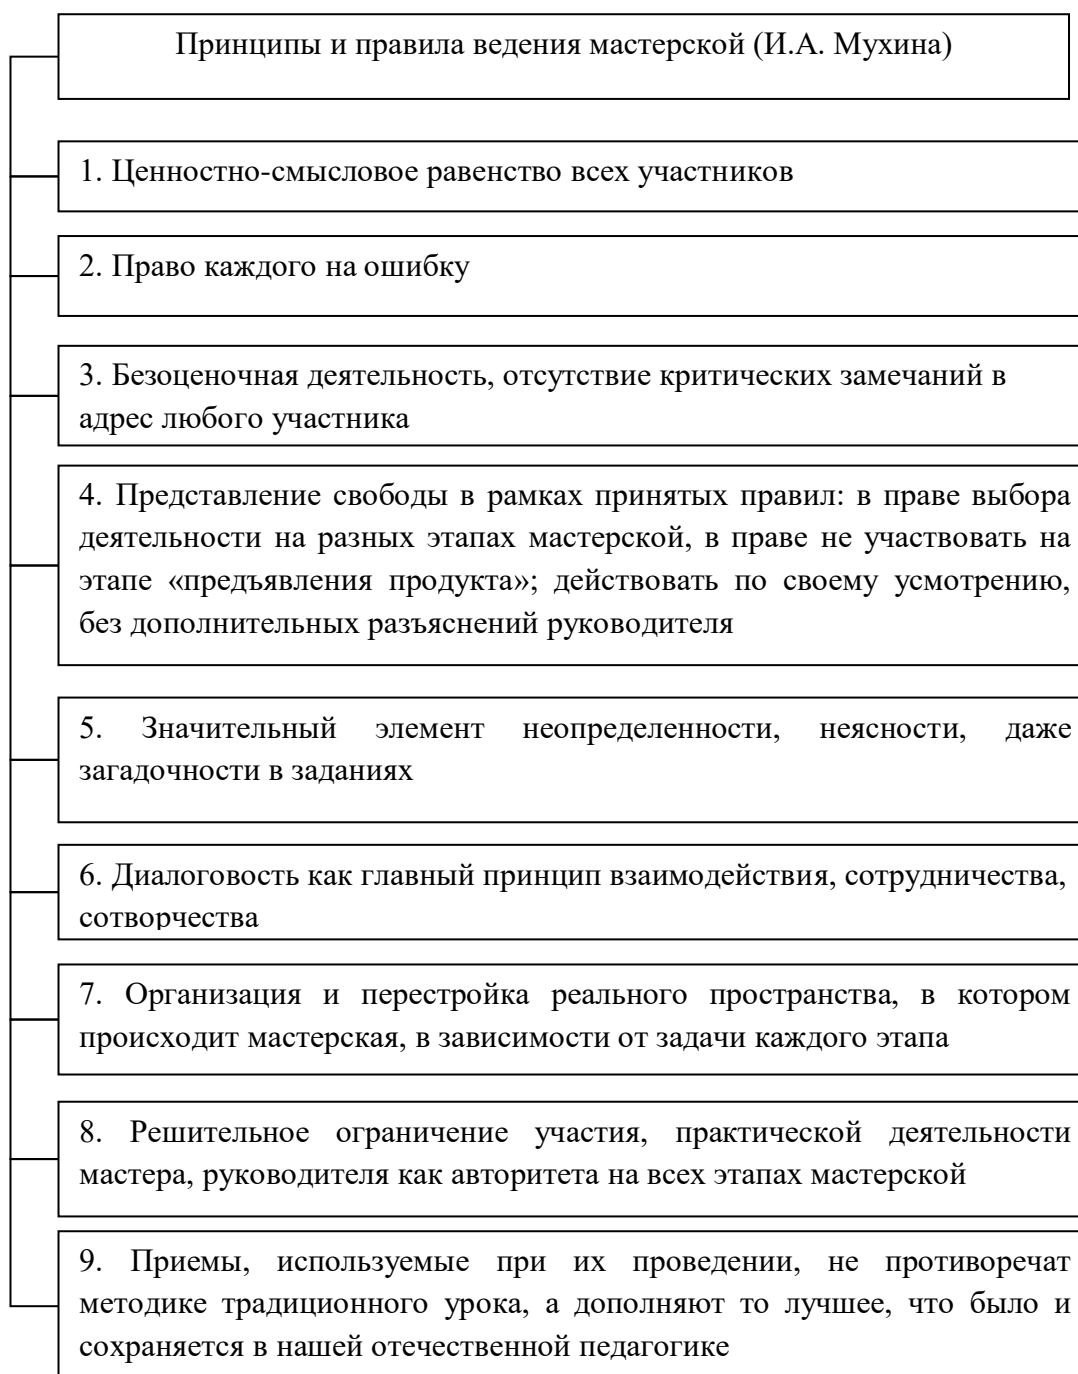 Принципы и правила ведения мастерской (И.А. Мухина)
1. Ценностно-смысловое равенство всех участников
2. Право каждого на ошибку
3. Безоценочная деятельность, отсутствие критических замечаний в
адрес любого участника
4. Представление свободы в рамках принятых правил: в праве выбора
деятельности на разных этапах мастерской, в праве не участвовать на
этапе «предъявления продукта»; действовать по своему усмотрению,
без дополнительных разъяснений руководителя
5. Значительный элемент неопределенности, неясности, даже
загадочности в заданиях
6. Диалоговость как главный принцип взаимодействия, сотрудничества,
сотворчества
7. Организация и перестройка реального пространства, в котором
происходит мастерская, в зависимости от задачи каждого этапа
8. Решительное ограничение участия, практической деятельности
мастера, руководителя как авторитета на всех этапах мастерской
9. Приемы, используемые при их проведении, не противоречат
методике традиционного урока, а дополняют то лучшее, что было и
сохраняется в нашей отечественной педагогике